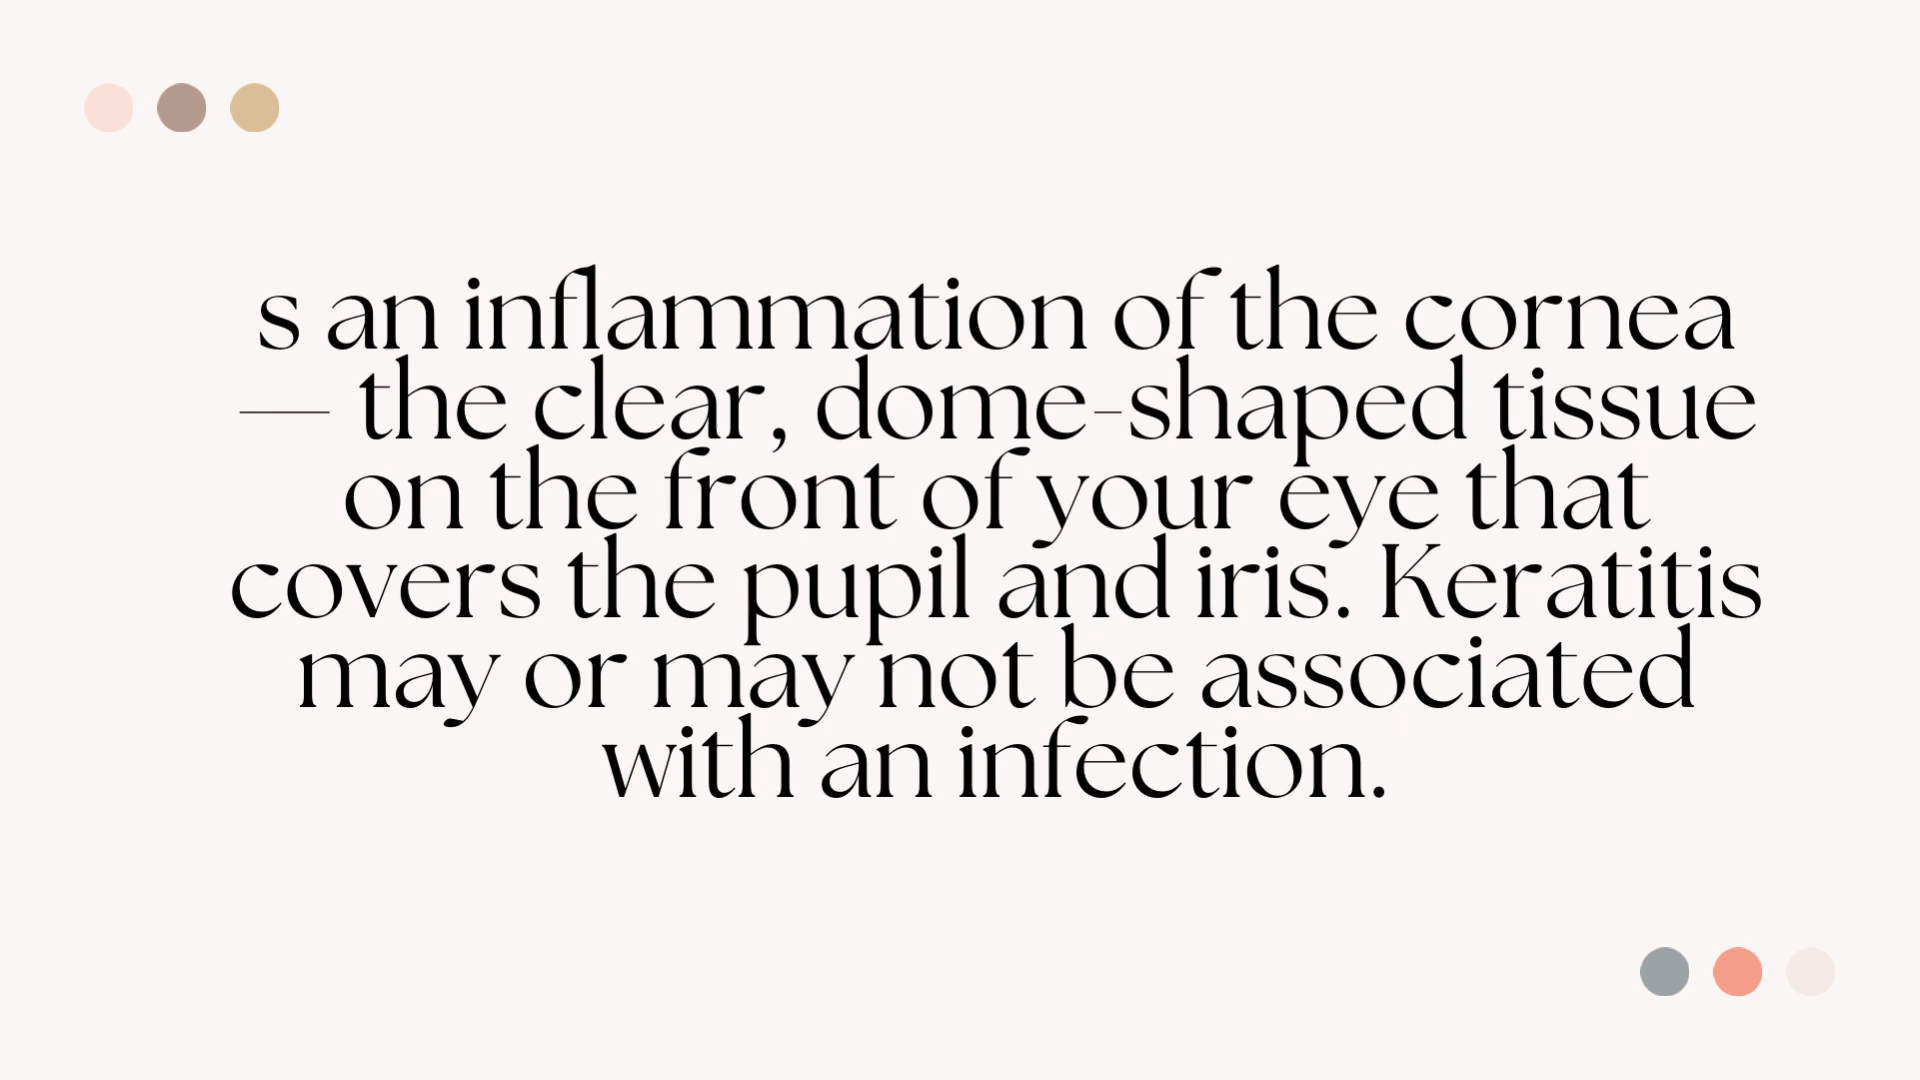 s an inflammation of the cornea
— the clear, dome-shaped tissue
on the front of your eye that
covers the pupil and iris. Keratitis
may or may not be associated
with an infection.